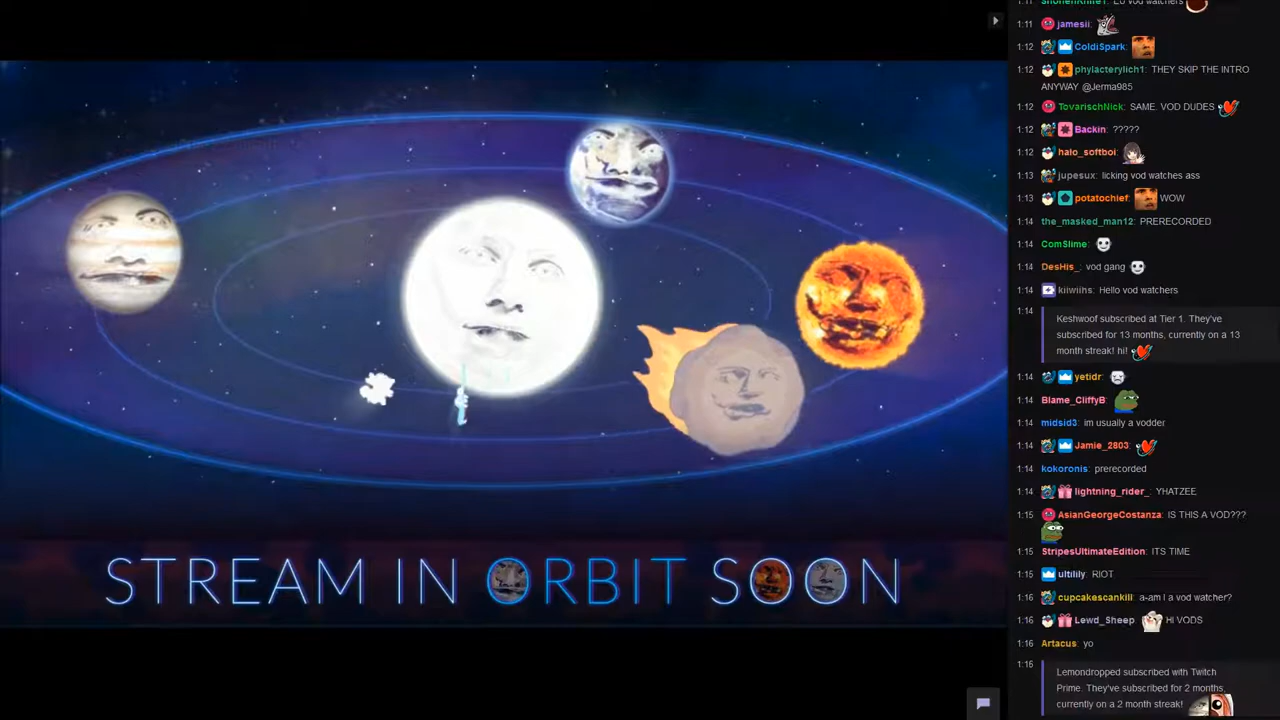 STREAM IN ORBIT SOON
1:11 ShonenKnife1: EU vod watchers
1:11 jamesii:
1:12 ColdiSpark:
1:12 phylacterylich1: THEY SKIP THE INTRO
ANYWAY @Jerma985
1:12 TovarischNick: SAME. VOD DUDES
1:12 Backin: ?????
1:12 halo_softboi:
1:13 jupesux: licking vod watches ass
1:13 potatochief: WOW
1:14 the_masked_man12: PRERECORDED
1:14 ComSlime:
1:14 DesHis_: vod gang
1:14 kiiwiihs: Hello vod watchers
1:14 Keshwoof subscribed at Tier 1. They've
subscribed for 13 months, currently on a 13
month streak! hi!
1:14 yetidr:
1:14 Blame_CliffyB:
1:14 midsid3: im usually a vodder
1:14 Jamie_2803:
1:14 kokoronis: prerecorded
1:14 lightning_rider_: YHATZEE
1:15 AsianGeorgeCostanza: IS THIS A VOD???
1:15 StripesUltimateEdition: ITS TIME
1:15 ultilily: RIOT
1:16 cupcakescankill: a-am I a vod watcher?
1:16 Lewd_Sheep: HI VODS
1:16 Artacus: yo
1:16 Lemondropped subscribed with Twitch
Prime. They've subscribed for 2 months,
currently on a 2 month streak!